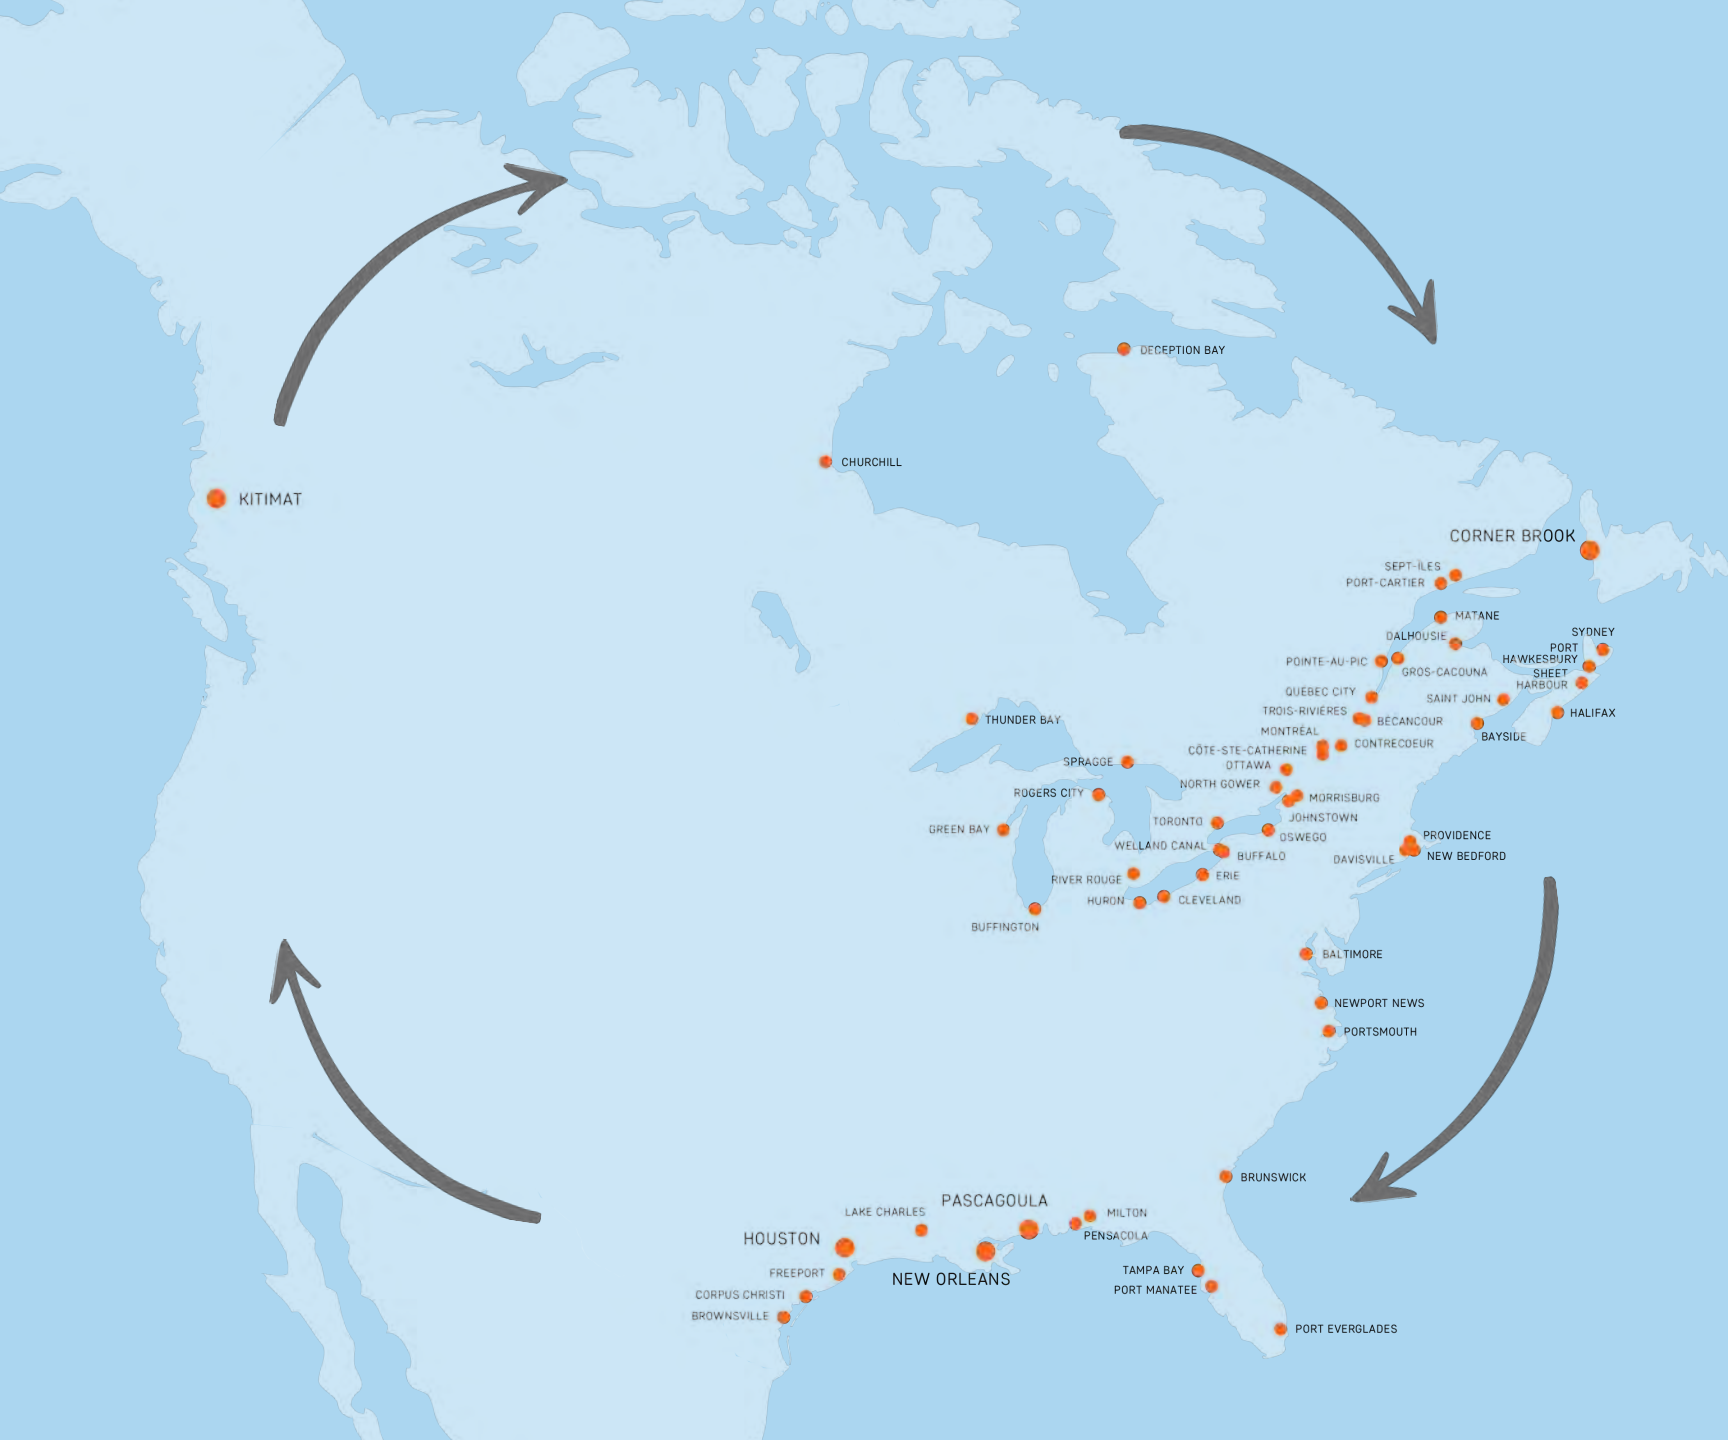 DECEPTION BAY
CHURCHILL
KITIMAT
CORNER BROOK
SEPT-ÎLES
PORT-CARTIER
MATANE
DALHOUSIE
SYDNEY
PORT
HAWKESBURY
POINTE-AU-PIC
GROS-CACOUNA
SHEET
HARBOUR
QUÉBEC CITY
SAINT JOHN
TROIS-RIVIÈRES
BÉCANCOUR
HALIFAX
THUNDER BAY
MONTRÉAL
BAYSIDE
CÔTE-STE-CATHERINE
CONTRECOEUR
SPRAGGE
OTTAWA
NORTH GOWER
ROGERS CITY
MORRISBURG
JOHNSTOWN
TORONTO
GREEN BAY
OSWEGO
PROVIDENCE
WELLAND CANAL
BUFFALO
DAVISVILLE
NEW BEDFORD
RIVER ROUGE
ERIE
HURON
CLEVELAND
BUFFINGTON
BALTIMORE
NEWPORT NEWS
PORTSMOUTH
BRUNSWICK
PASCAGOULA
LAKE CHARLES
MILTON
HOUSTON
PENSACOLA
FREEPORT
NEW ORLEANS
TAMPA BAY
PORT MANATEE
CORPUS CHRISTI
BROWNSVILLE
PORT EVERGLADES